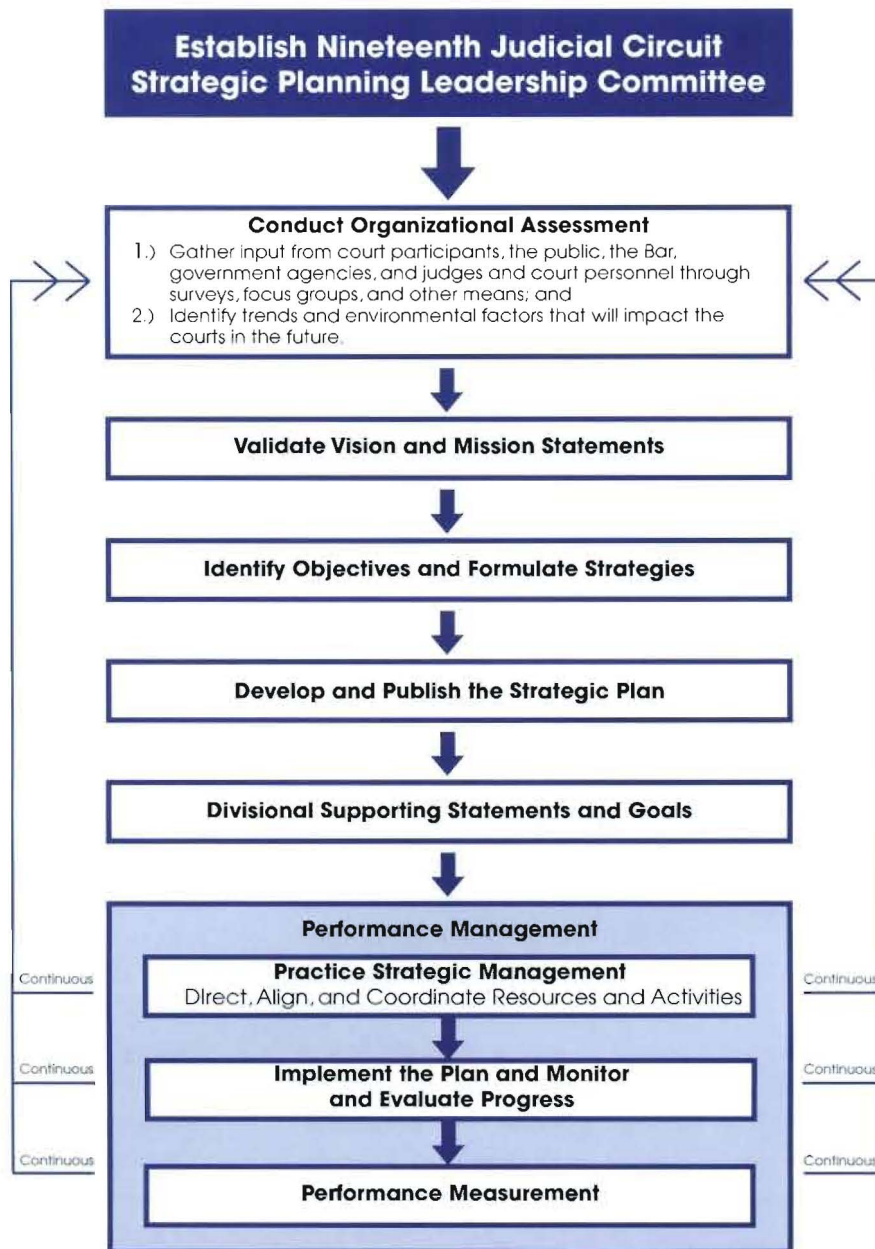 Establish Nineteenth Judicial Circuit
Strategic Planning Leadership Committee
Conduct Organizational Assessment
1.) Gather input from court participants, the public, the Bar,
government agencies, and judges and court personnel through
surveys, focus groups, and other means; and
2.) Identify trends and environmental factors that will impact the
courts in the future.
Validate Vision and Mission Statements
Identify Objectives and Formulate Strategies
Develop and Publish the Strategic Plan
Divisional Supporting Statements and Goals
Performance Management
Continuous
Practice Strategic Management
Direct, Align, and Coordinate Resources and Activities
Continuous
Continuous
Implement the Plan and Monitor
and Evaluate Progress
Continuous
Continuous
Performance Measurement
Continuous